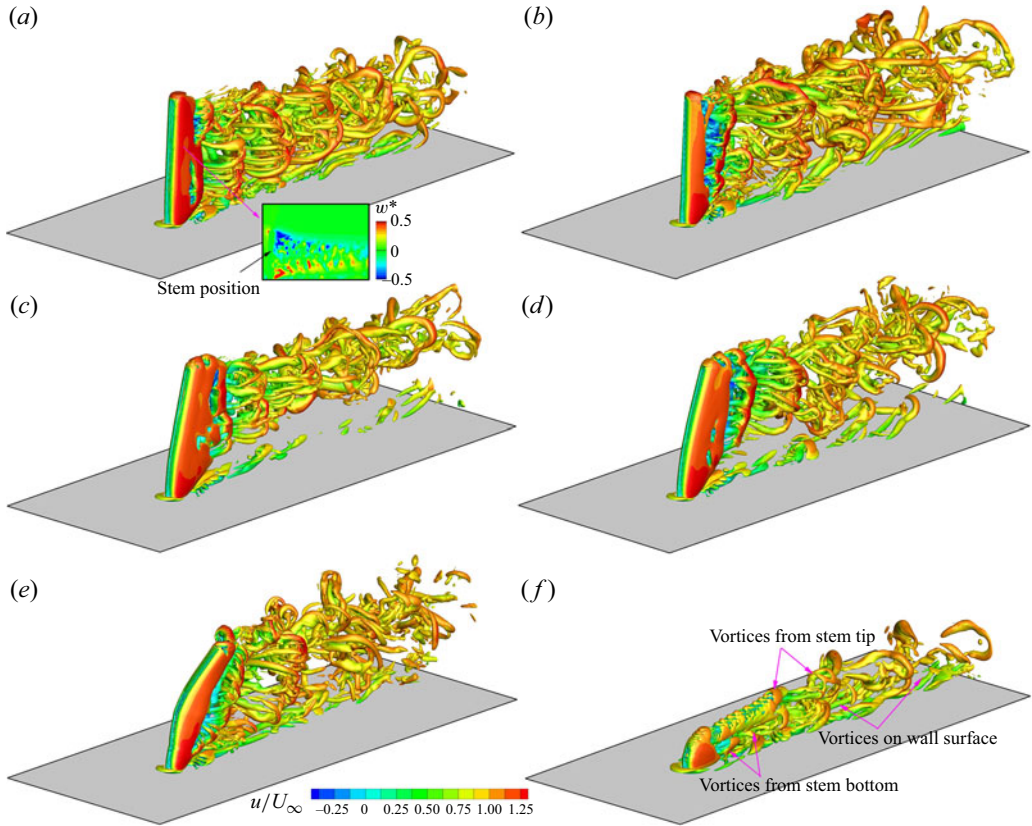 (a)
(b)
w*
0.5
0
–0.5
Stem position
(c)
(d)
(e)
(f)
Vortices from stem tip
Vortices on wall surface
Vortices from stem bottom
u/U∞
−0.25 0 0.25 0.50 0.75 1.00 1.25